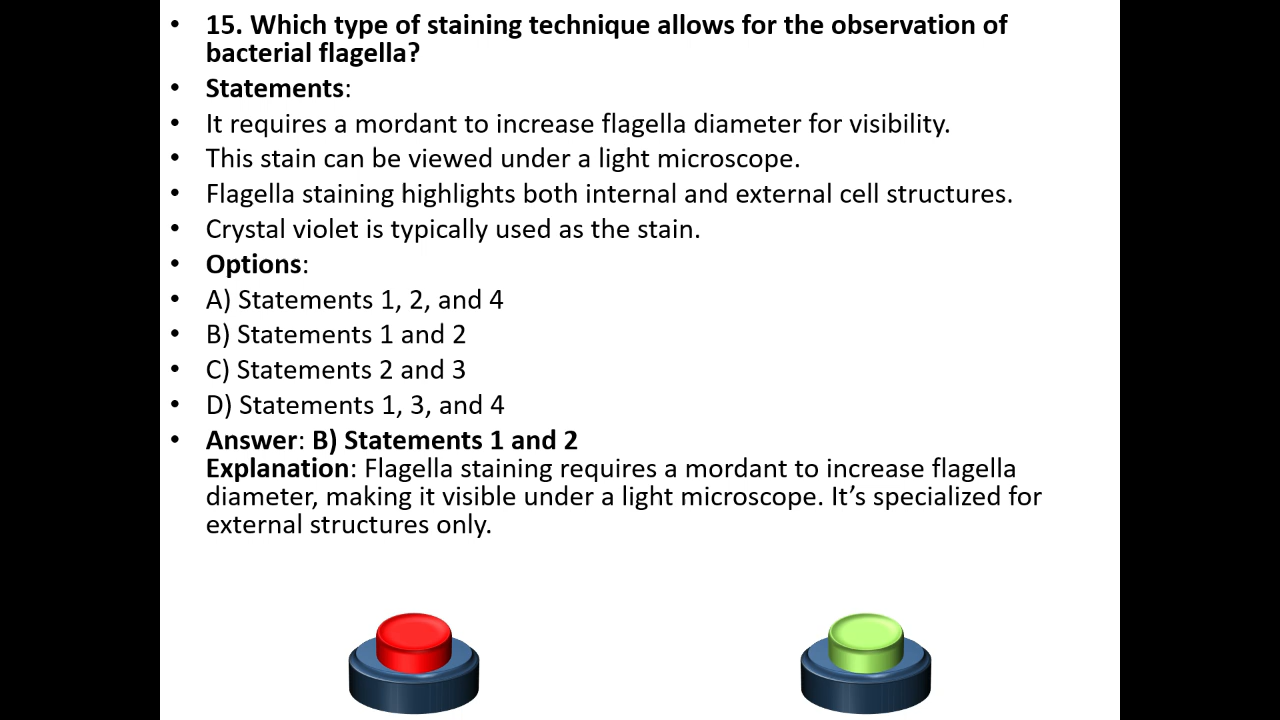 • 15. Which type of staining technique allows for the observation of
bacterial flagella?
• Statements:
• It requires a mordant to increase flagella diameter for visibility.
• This stain can be viewed under a light microscope.
• Flagella staining highlights both internal and external cell structures.
• Crystal violet is typically used as the stain.
• Options:
• A) Statements 1, 2, and 4
• B) Statements 1 and 2
• C) Statements 2 and 3
• D) Statements 1, 3, and 4
• Answer: B) Statements 1 and 2
Explanation: Flagella staining requires a mordant to increase flagella
diameter, making it visible under a light microscope. It’s specialized for
external structures only.